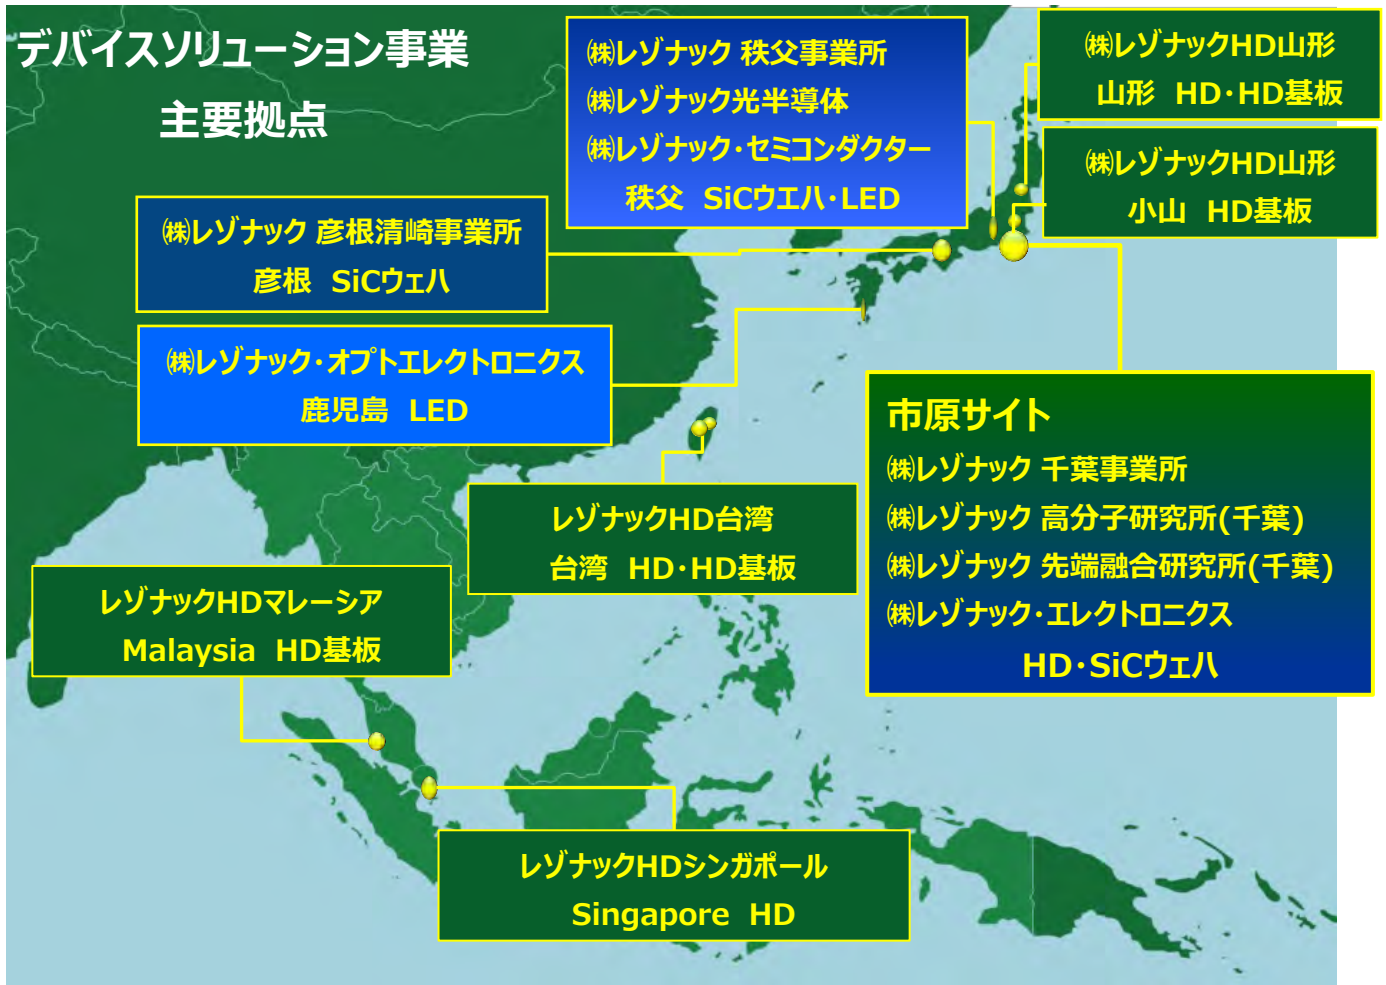 デバイスソリューション事業
主要拠点
㈱レゾナック 秩父事業所
㈱レゾナック光半導体
㈱レゾナック・セミコンダクター
秩父 SiCウエハ・LED
㈱レゾナックHD山形
山形 HD・HD基板
㈱レゾナックHD山形
小山 HD基板
㈱レゾナック 彦根清崎事業所
彦根 SiCウェハ
㈱レゾナック・オプトエレクトロニクス
鹿児島 LED
市原サイト
㈱レゾナック 千葉事業所
㈱レゾナック 高分子研究所(千葉)
㈱レゾナック 先端融合研究所(千葉)
㈱レゾナック・エレクトロニクス
HD・SiCウェハ
レゾナックHD台湾
台湾 HD・HD基板
レゾナックHDマレーシア
Malaysia HD基板
レゾナックHDシンガポール
Singapore HD